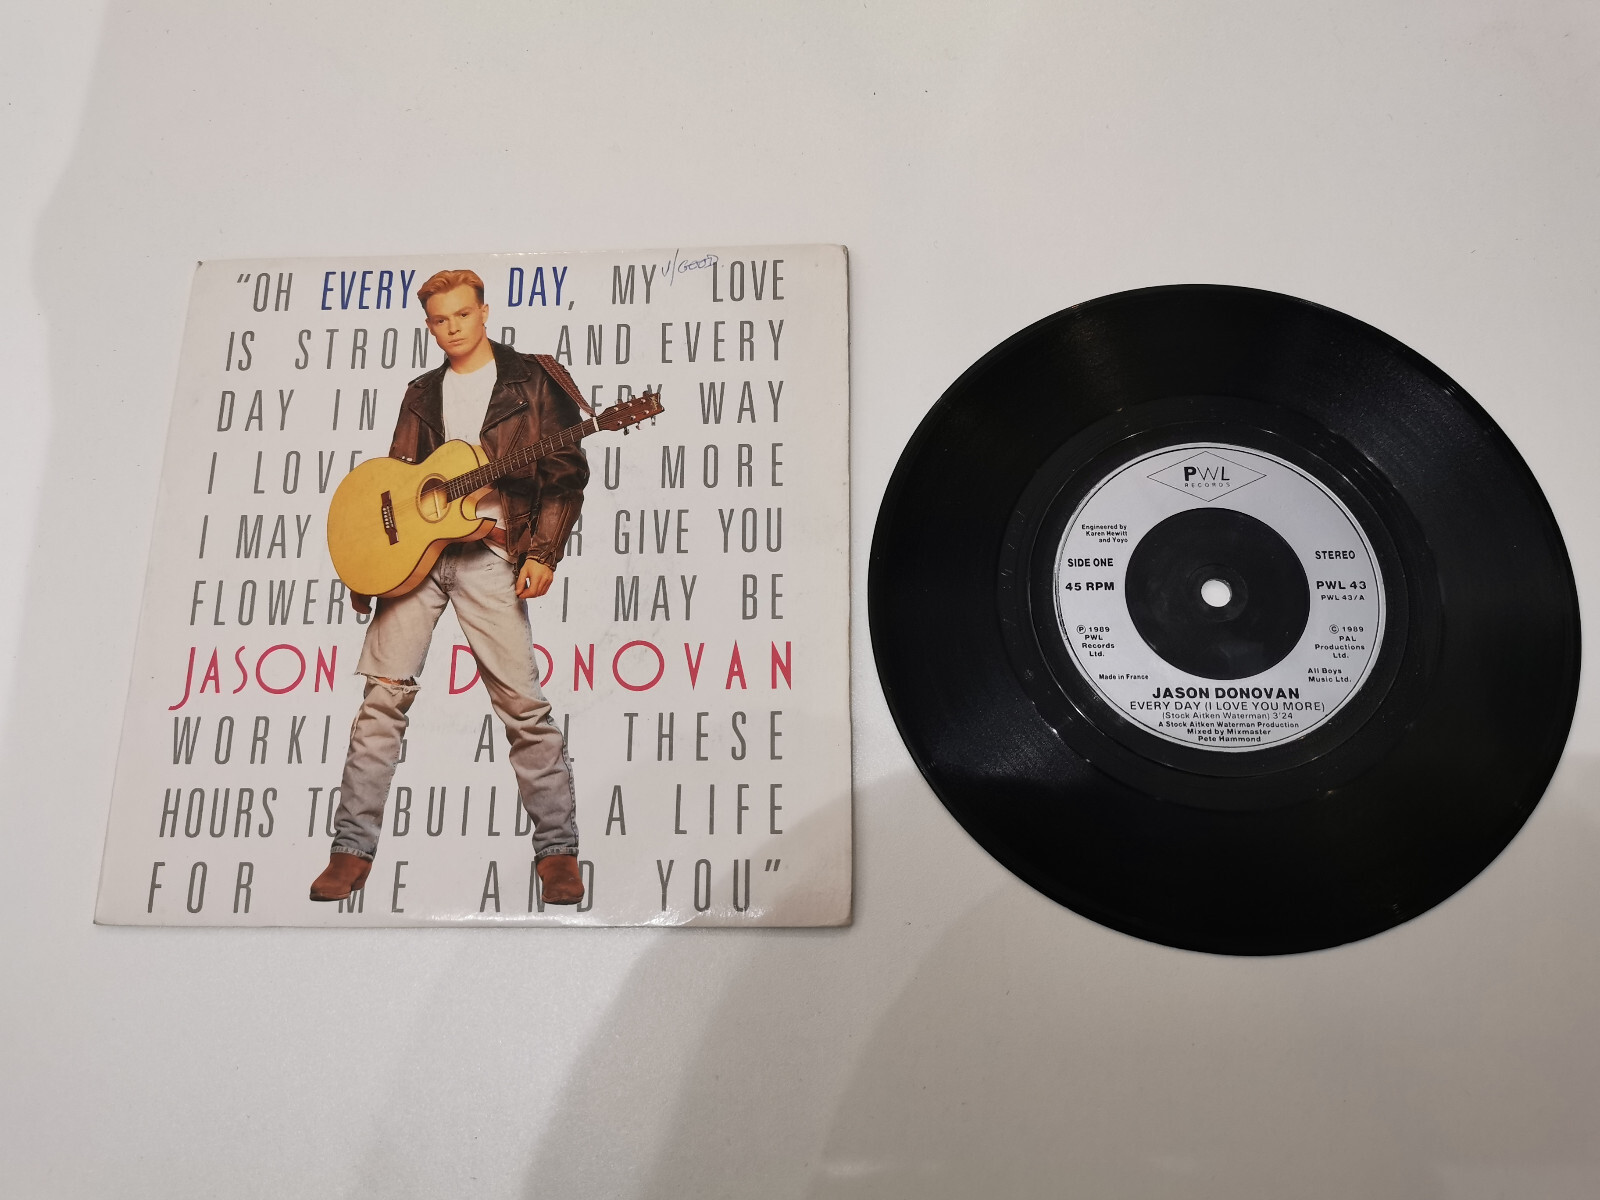 V/GOOD.
"OH EVERY DAY, MY LOVE
IS STRON R AND EVERY
DAY IN ERY WAY
I LOVE U MORE
I MAY R GIVE YOU
FLOWERS I MAY BE
JASON DONOVAN
WORKI G A L THESE
HOURS TO BUILD A LIFE
FOR ME AND YOU"
PWL
RECORDS
Engineered by
Karen Hewitt
and Yoyo
SIDE ONE
45 RPM
℗ 1989
PWL
Records
Ltd.
Made in France
STEREO
PWL 43
PWL 43/A
© 1989
PAL
Productions
Ltd.
All Boys
Music Ltd.
JASON DONOVAN
EVERY DAY (I LOVE YOU MORE)
(Stock Aitken Waterman) 3'24
A Stock Aitken Waterman Production
Mixed by Mixmaster
Pete Hammond